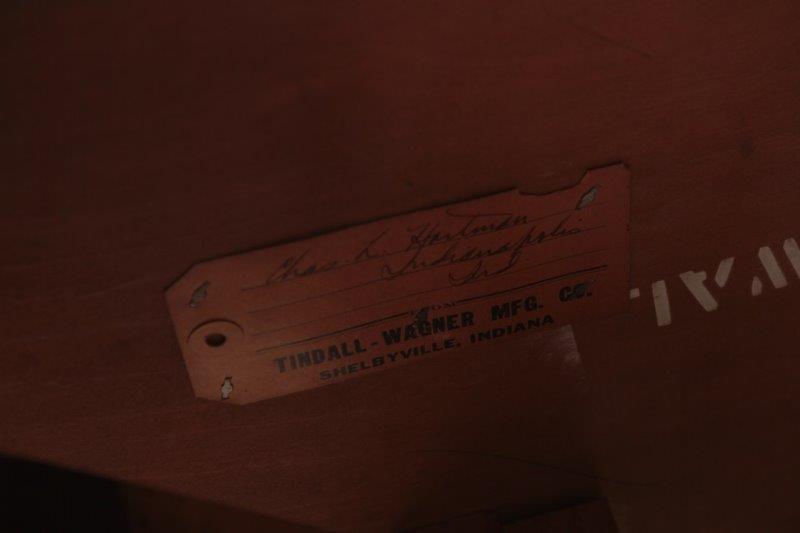 Chas. L. Hartman
Indianapolis
Ind
FROM
TINDALL-WAGNER MFG. CO.
SHELBYVILLE, INDIANA